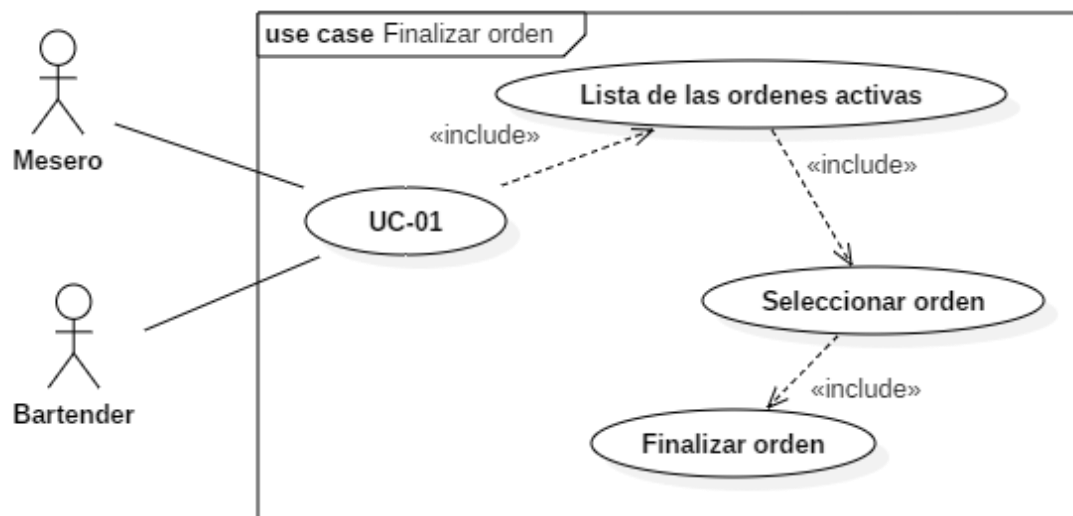 use case Finalizar orden
Lista de las ordenes activas
«include»
«include»
Mesero
UC-01
Seleccionar orden
«include»
Bartender
Finalizar orden